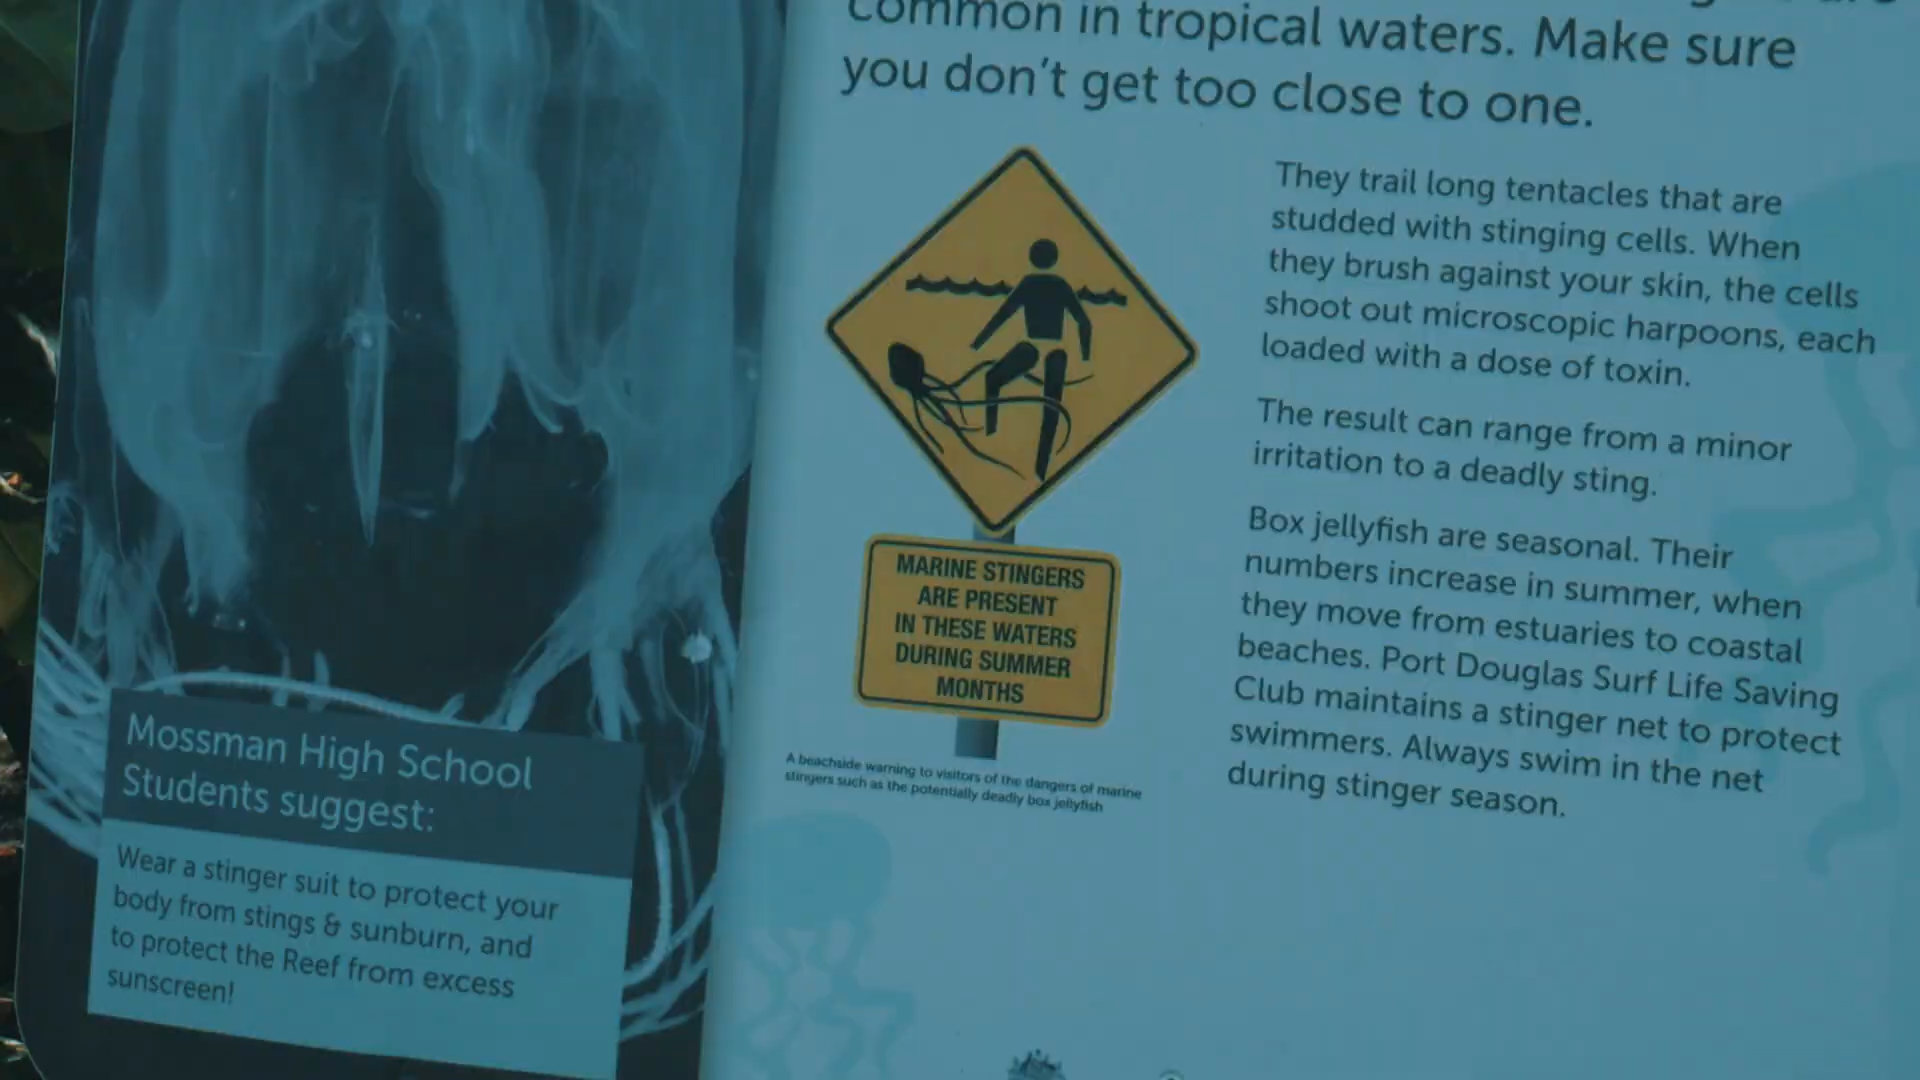 common in tropical waters. Make sure
you don't get too close to one.
They trail long tentacles that are
studded with stinging cells. When
they brush against your skin, the cells
shoot out microscopic harpoons, each
loaded with a dose of toxin.
The result can range from a minor
irritation to a deadly sting.
Box jellyfish are seasonal. Their
numbers increase in summer, when
they move from estuaries to coastal
beaches. Port Douglas Surf Life Saving
Club maintains a stinger net to protect
swimmers. Always swim in the net
during stinger season.
MARINE STINGERS
ARE PRESENT
IN THESE WATERS
DURING SUMMER
MONTHS
A beachside warning to visitors of the dangers of marine
stingers such as the potentially deadly box jellyfish
Mossman High School
Students suggest:
Wear a stinger suit to protect your
body from stings & sunburn, and
to protect the Reef from excess
sunscreen!